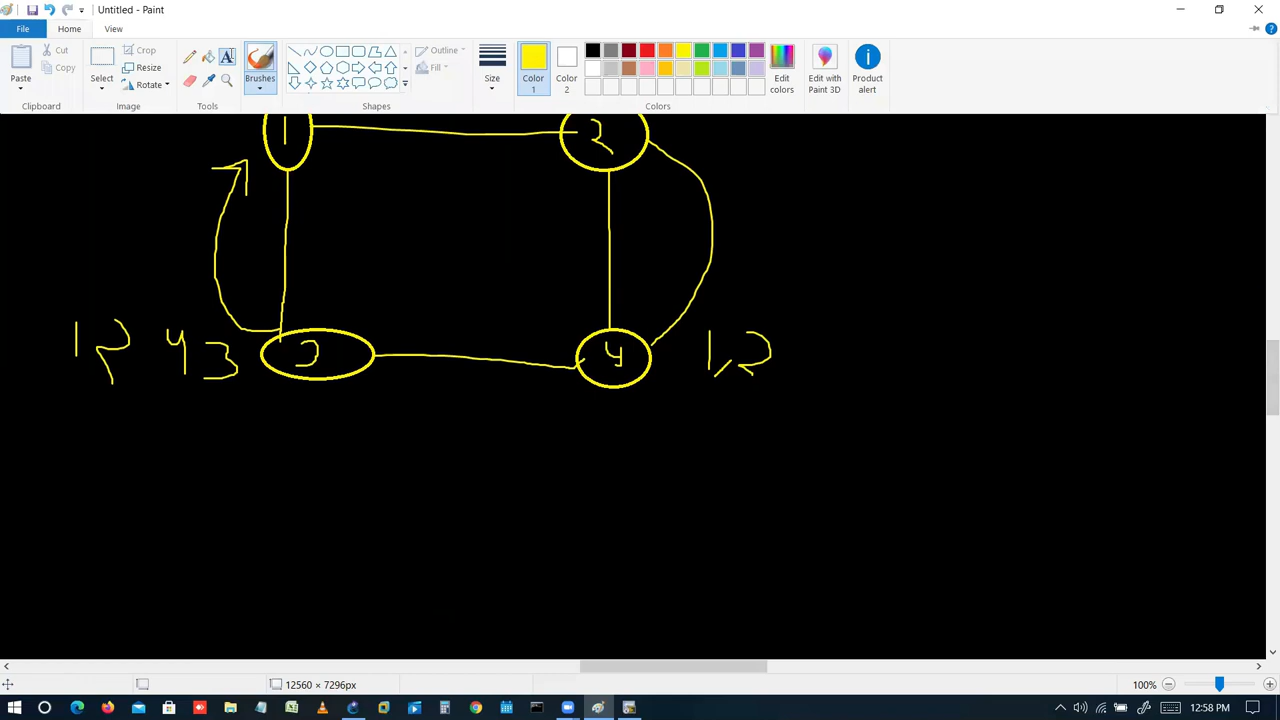 Untitled - Paint
File Home View
Paste
Cut
Copy
Clipboard
Select
Crop
Resize
Rotate
Image
Tools
Brushes
Shapes
Outline
Fill
Size
Color 1
Color 2
Edit colors
Colors
Edit with Paint 3D
Product alert
1 2
1 2 4 3 3 4 1,2
12560 × 7296px
100%
12:58 PM